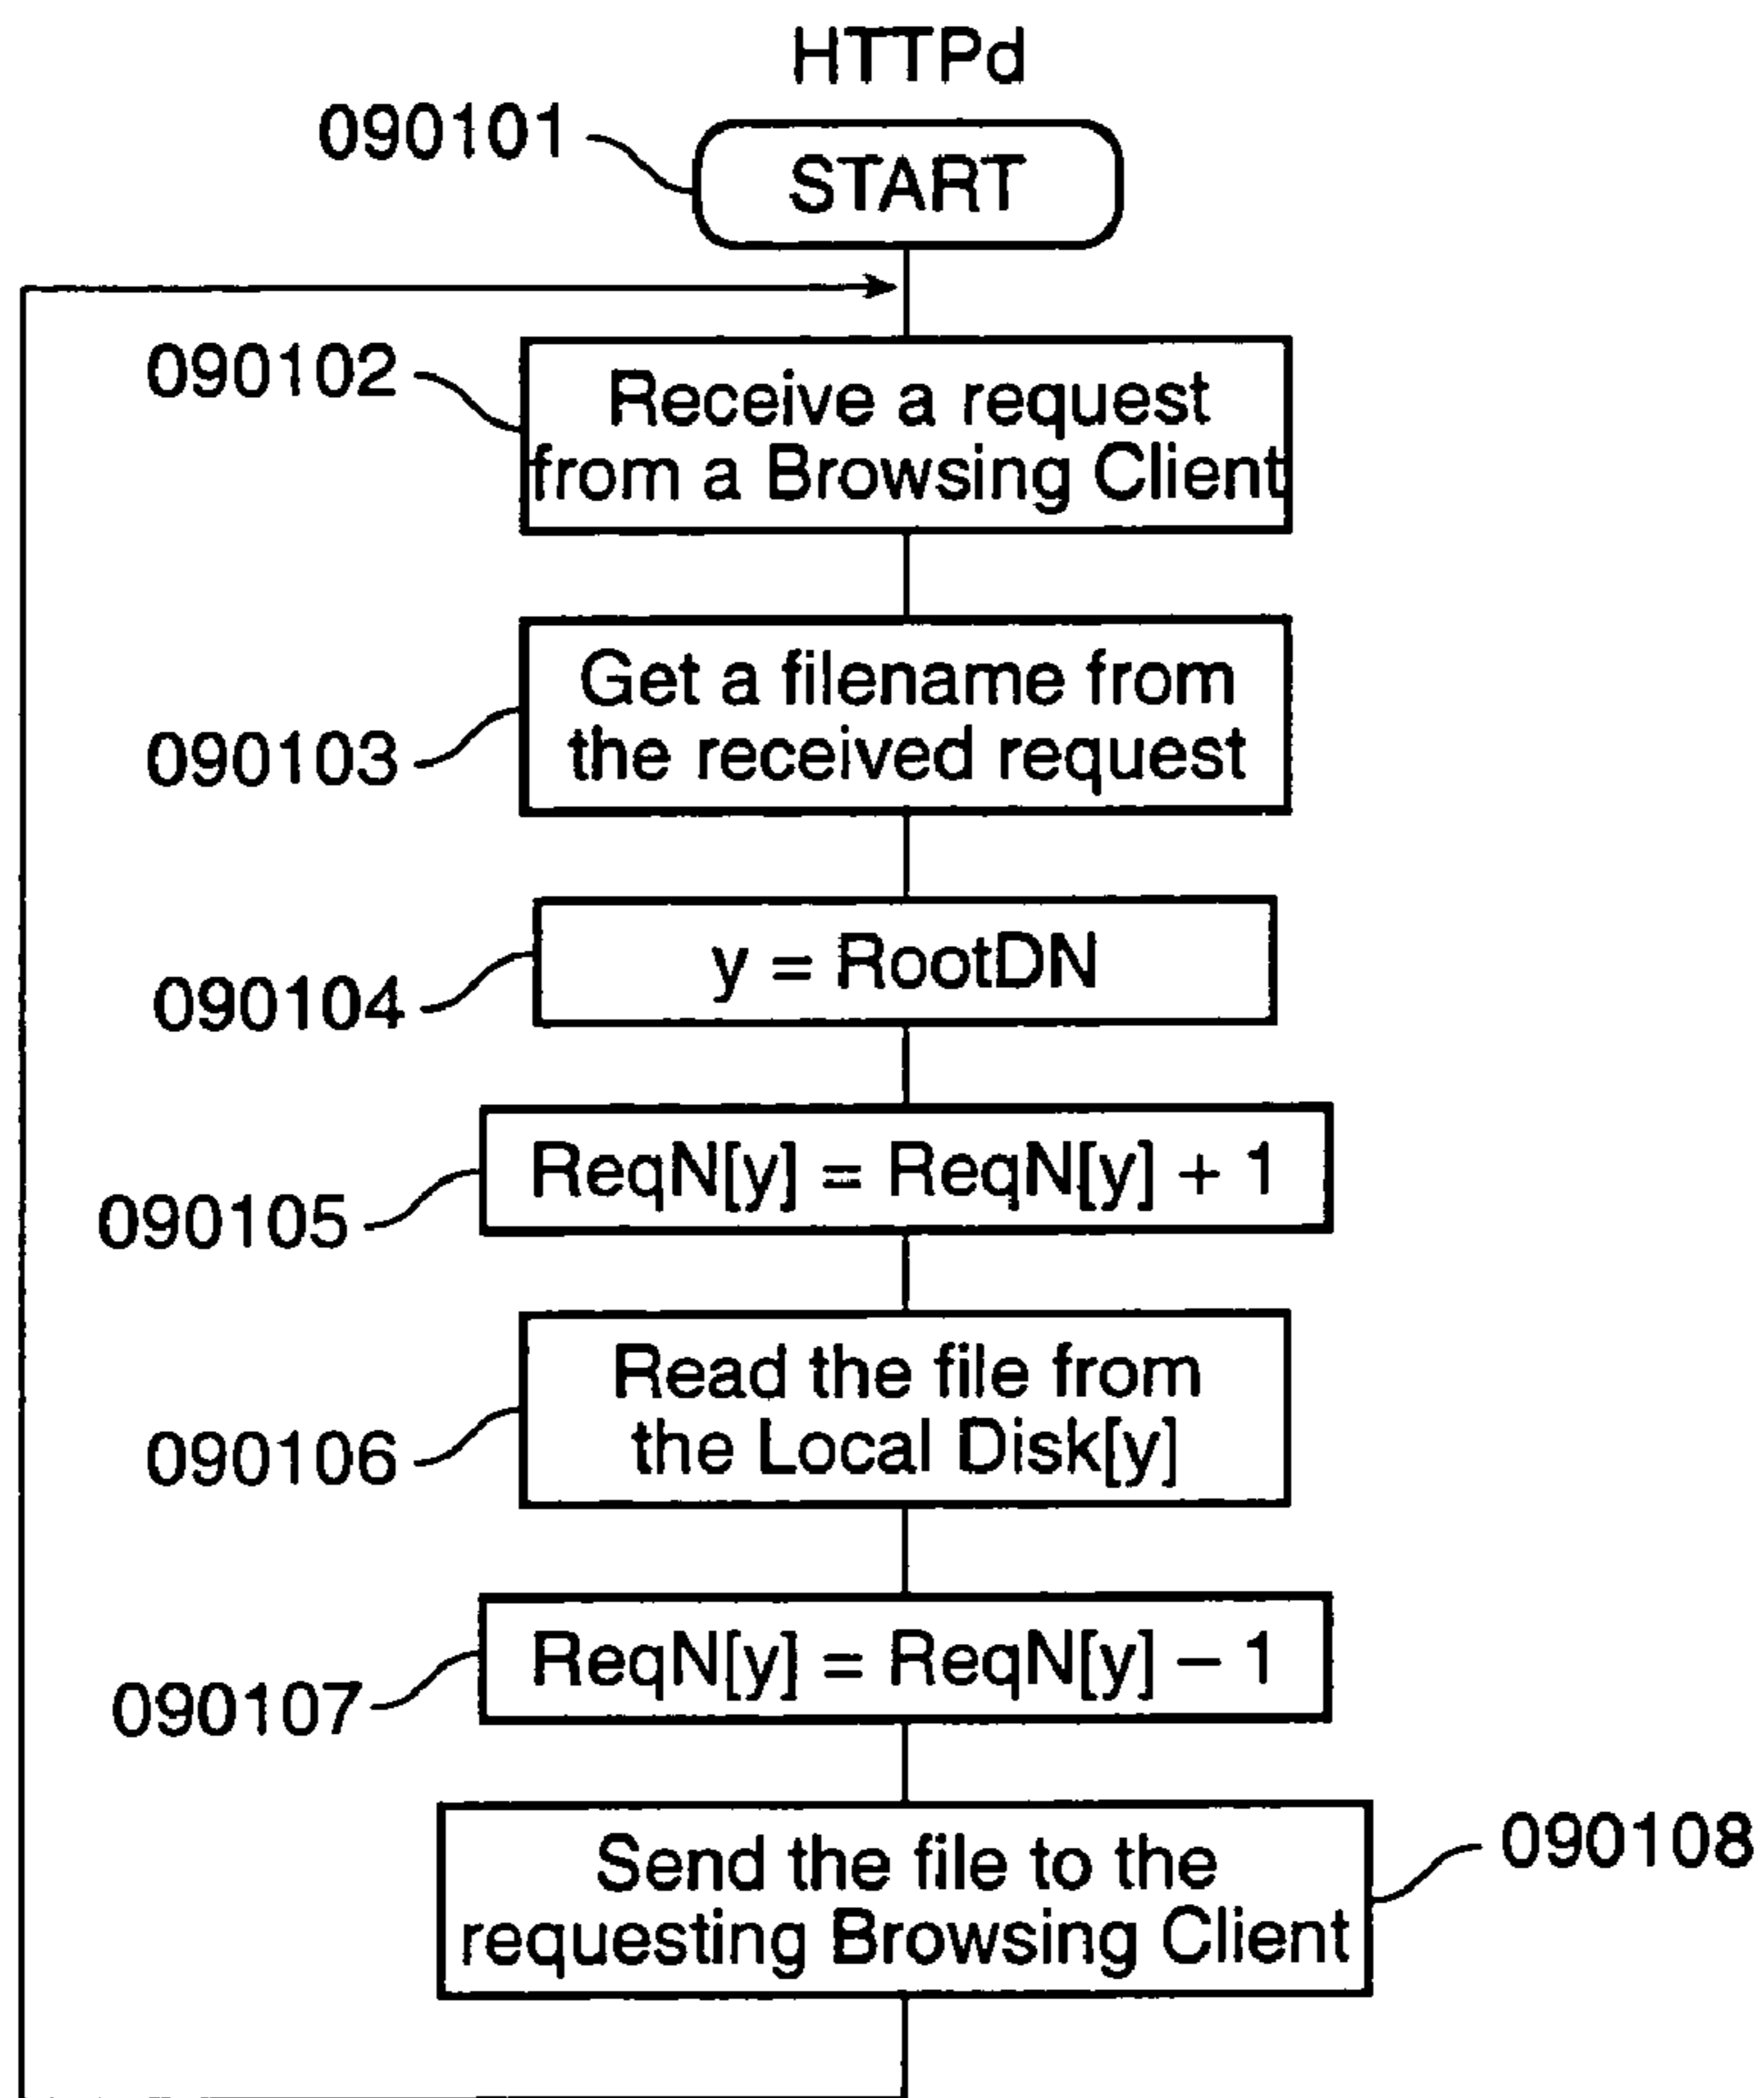 HTTPd
090101
START
090102
Receive a request
from a Browsing Client
Get a filename from
the received request
090103
y = RootDN
090104
ReqN[y] = ReqN[y] + 1
090105
Read the file from
the Local Disk[y]
090106
ReqN[y] = ReqN[y] – 1
090107
Send the file to the
requesting Browsing Client
090108